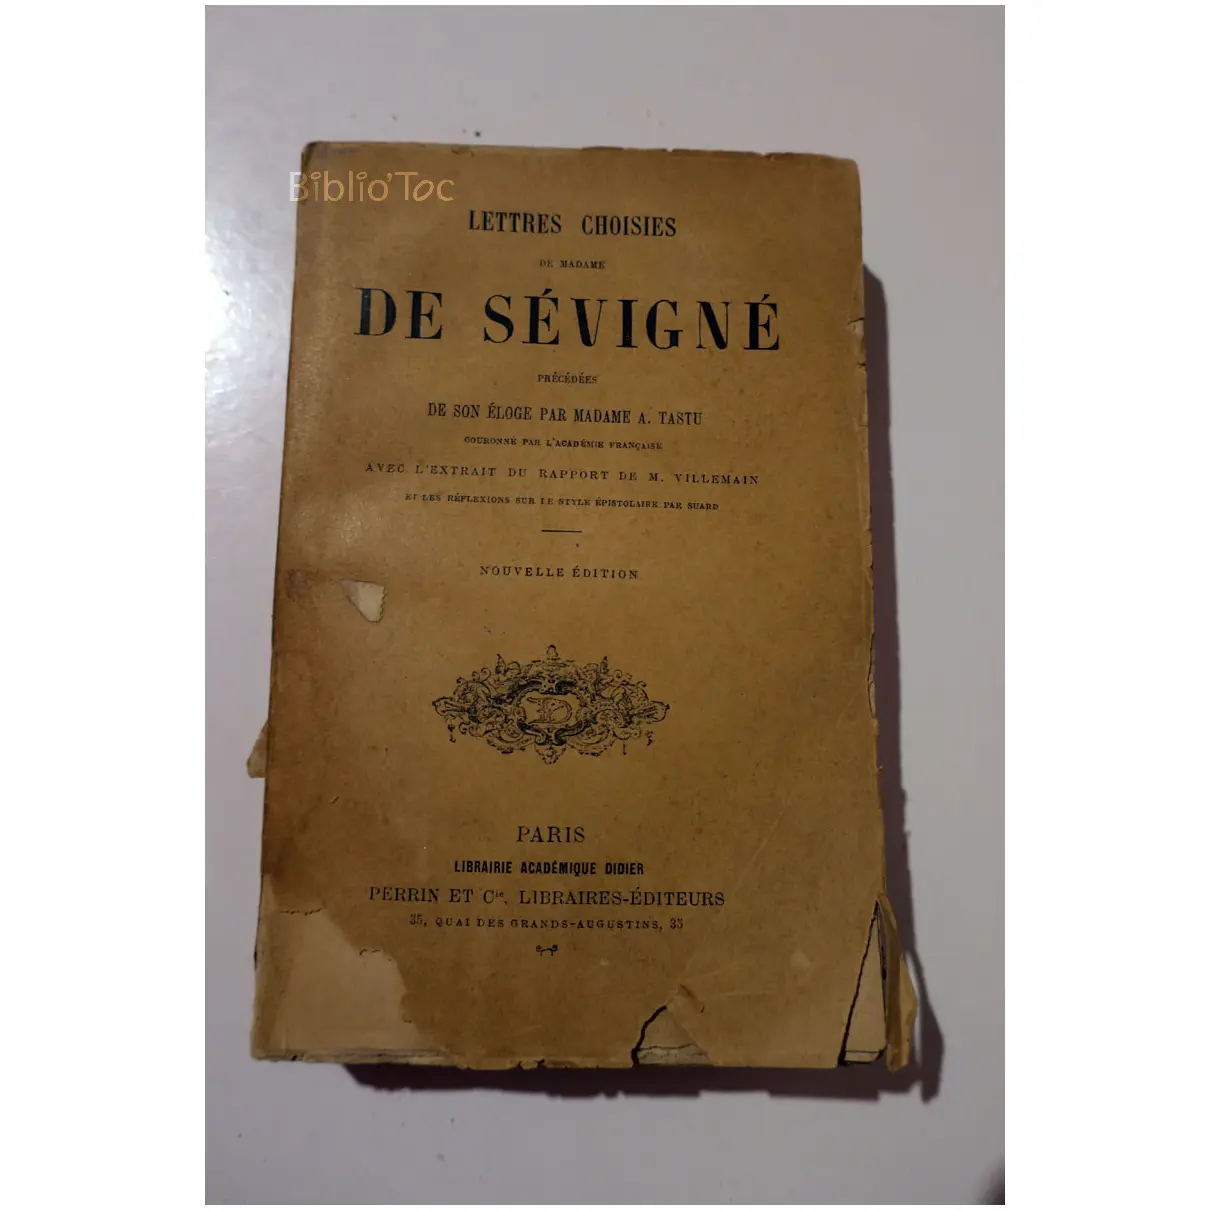 Biblio'Toc
LETTRES CHOISIES
DE MADAME
DE SÉVIGNÉ
PRÉCÉDÉES
DE SON ÉLOGE PAR MADAME A. TASTU
COURONNÉ PAR L'ACADÉMIE FRANÇAISE
AVEC L'EXTRAIT DU RAPPORT DE M. VILLEMAIN
ET LES RÉFLEXIONS SUR LE STYLE ÉPISTOLAIRE PAR SUARD
NOUVELLE ÉDITION
D
PARIS
LIBRAIRIE ACADÉMIQUE DIDIER
PERRIN ET Cie, LIBRAIRES-ÉDITEURS
35, QUAI DES GRANDS-AUGUSTINS, 35